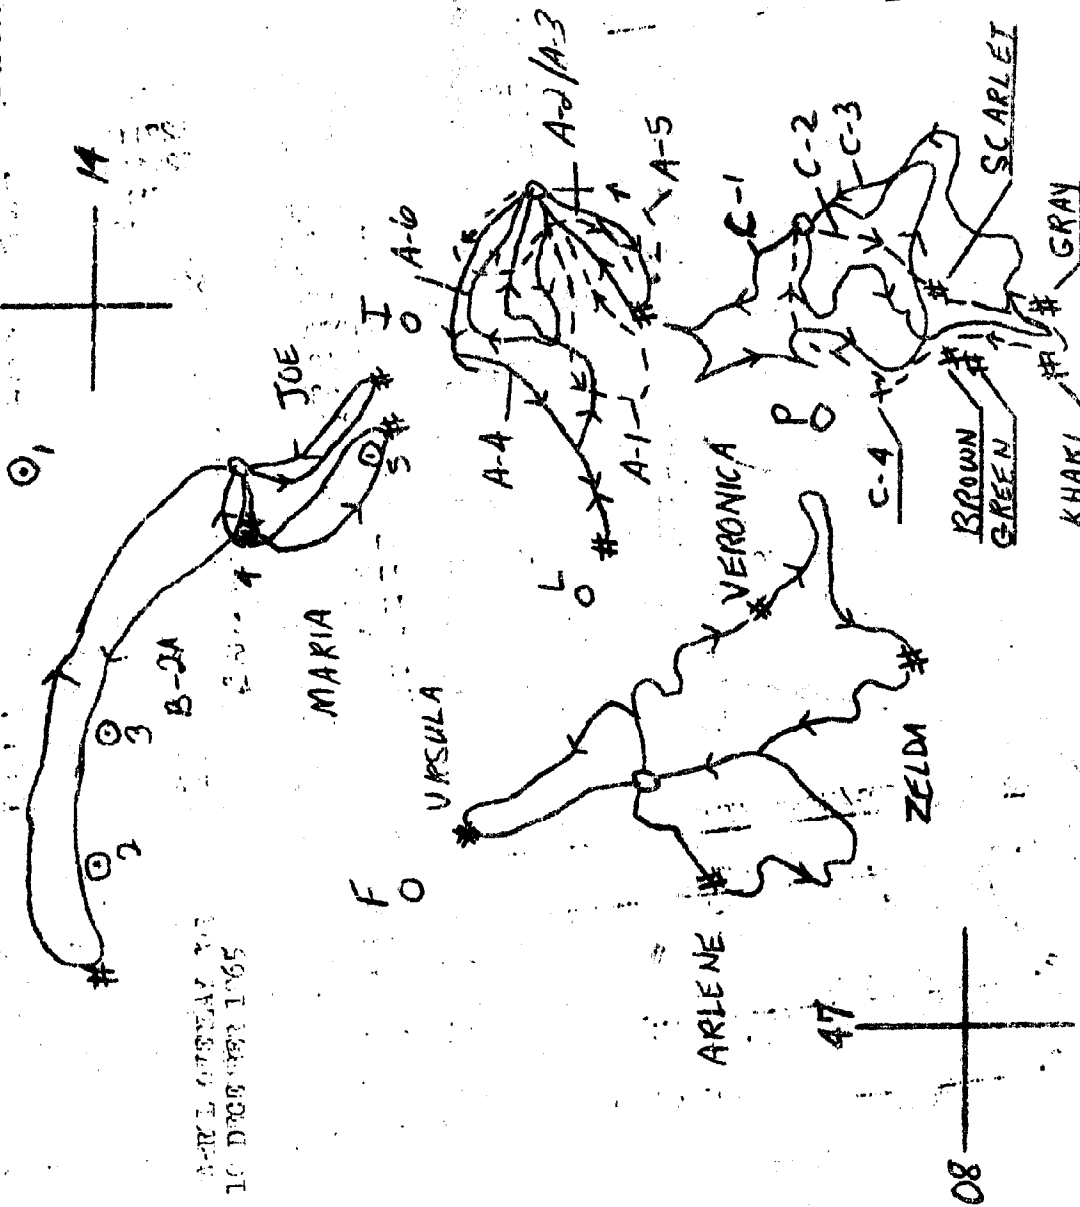 14
1
JOE
I
A-6
A-2/A-3
A-5
C-1
C-2
C-3
SCARLET
GRAY
KHAKI
BROWN
GREEN
C-4
P
A-1
A-4
L
5
4
MARIA
B-2A
3
2
URSULA
VERONICA
ZELDA
F
ARLENE
47
08